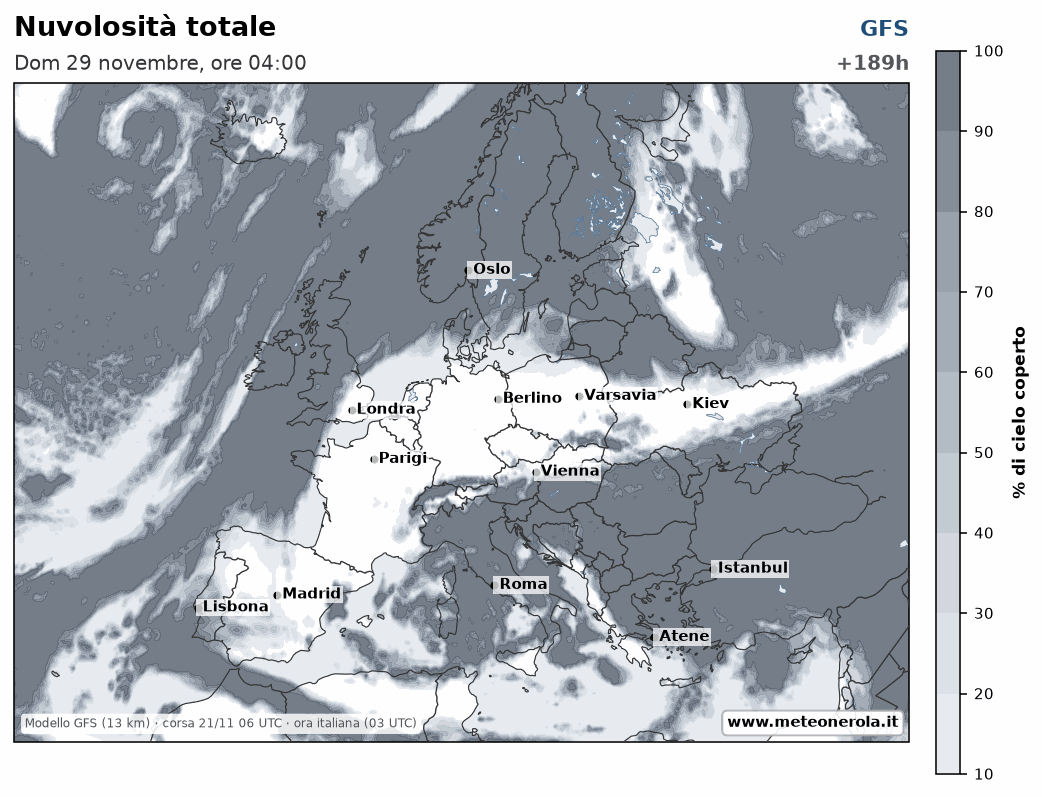 Nuvolosità totale
GFS
Dom 29 novembre, ore 04:00
+189h
Oslo
Londra
Berlino
Varsavia
Kiev
Parigi
Vienna
Istanbul
Roma
Madrid
Lisbona
Atene
Modello GFS (13 km) · corsa 21/11 06 UTC · ora italiana (03 UTC)
www.meteonerola.it
100
90
80
70
60
50
40
30
20
10
% di cielo coperto